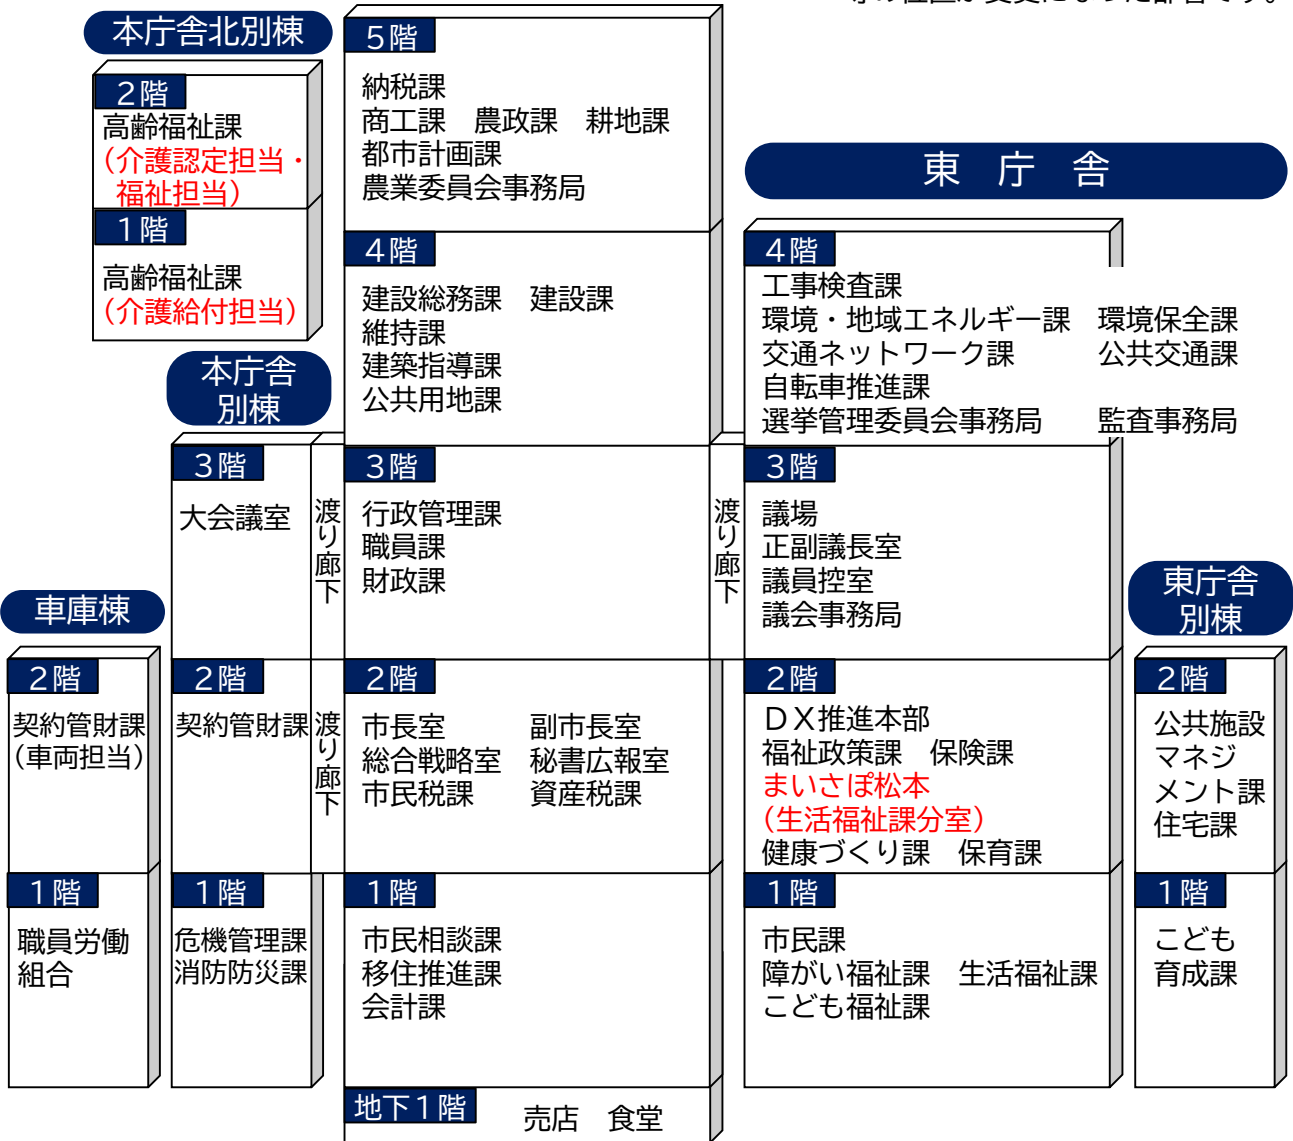 本庁舎北別棟
2階
高齢福祉課
（介護認定担当・
福祉担当）
1階
高齢福祉課
（介護給付担当）
5階
納税課
商工課　農政課　耕地課
都市計画課
農業委員会事務局
4階
建設総務課　建設課
維持課
建築指導課
公共用地課
3階
行政管理課
職員課
財政課
2階
市長室　副市長室
総合戦略室　秘書広報室
市民税課　資産税課
1階
市民相談課
移住推進課
会計課
地下1階
売店　食堂
本庁舎
別棟
3階
大会議室
渡り廊下
2階
契約管財課
渡り廊下
1階
危機管理課
消防防災課
車庫棟
2階
契約管財課
（車両担当）
1階
職員労働
組合
渡り廊下
東　庁　舎
4階
工事検査課
環境・地域エネルギー課　環境保全課
交通ネットワーク課　公共交通課
自転車推進課
選挙管理委員会事務局　監査事務局
3階
議場
正副議長室
議員控室
議会事務局
2階
DX推進本部
福祉政策課　保険課
まいさぽ松本
（生活福祉課分室）
健康づくり課　保育課
1階
市民課
障がい福祉課　生活福祉課
こども福祉課
東庁舎
別棟
2階
公共施設
マネジ
メント課
住宅課
1階
こども
育成課